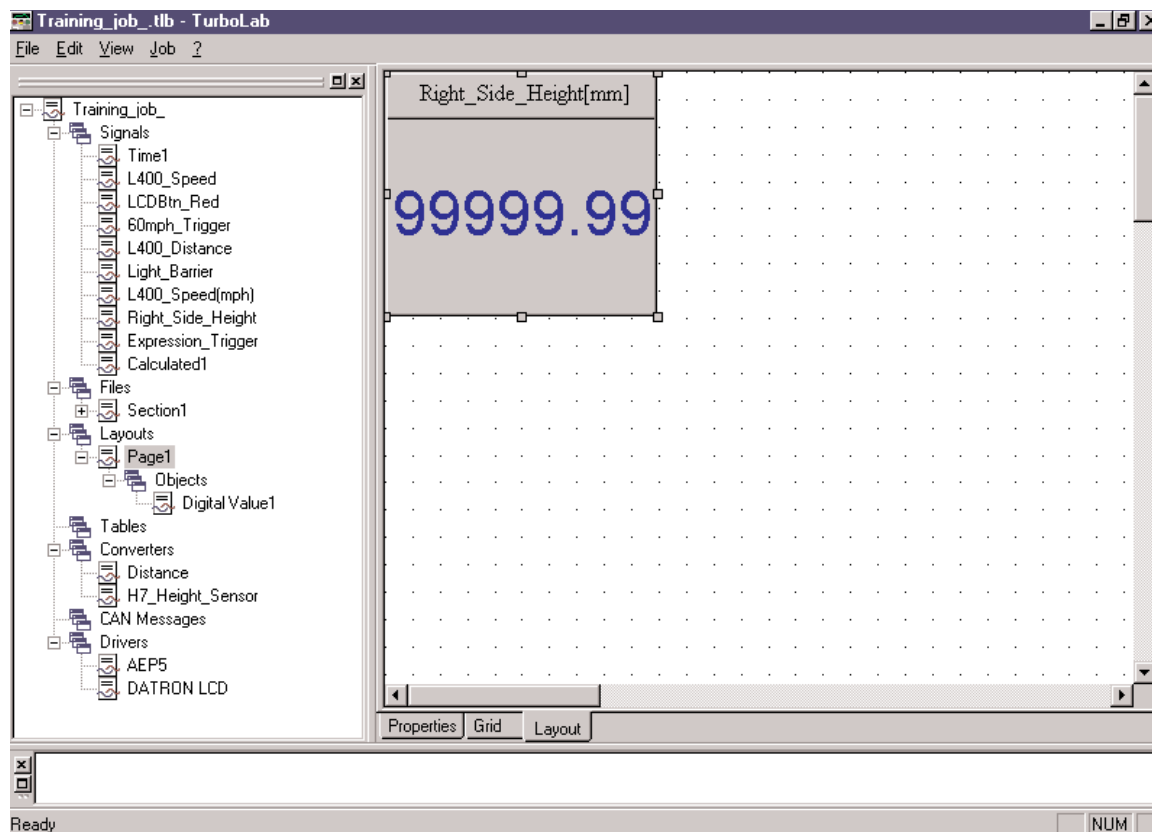 Training_job_.tlb - TurboLab
File Edit View Job ?
Training_job_
Signals
Time1
L400_Speed
LCDBtn_Red
60mph_Trigger
L400_Distance
Light_Barrier
L400_Speed(mph)
Right_Side_Height
Expression_Trigger
Calculated1
Files
Section1
Layouts
Page1
Objects
Digital Value1
Tables
Converters
Distance
H7_Height_Sensor
CAN Messages
Drivers
AEP5
DATRON LCD
Right_Side_Height[mm]
99999.99
Properties Grid Layout
Ready NUM